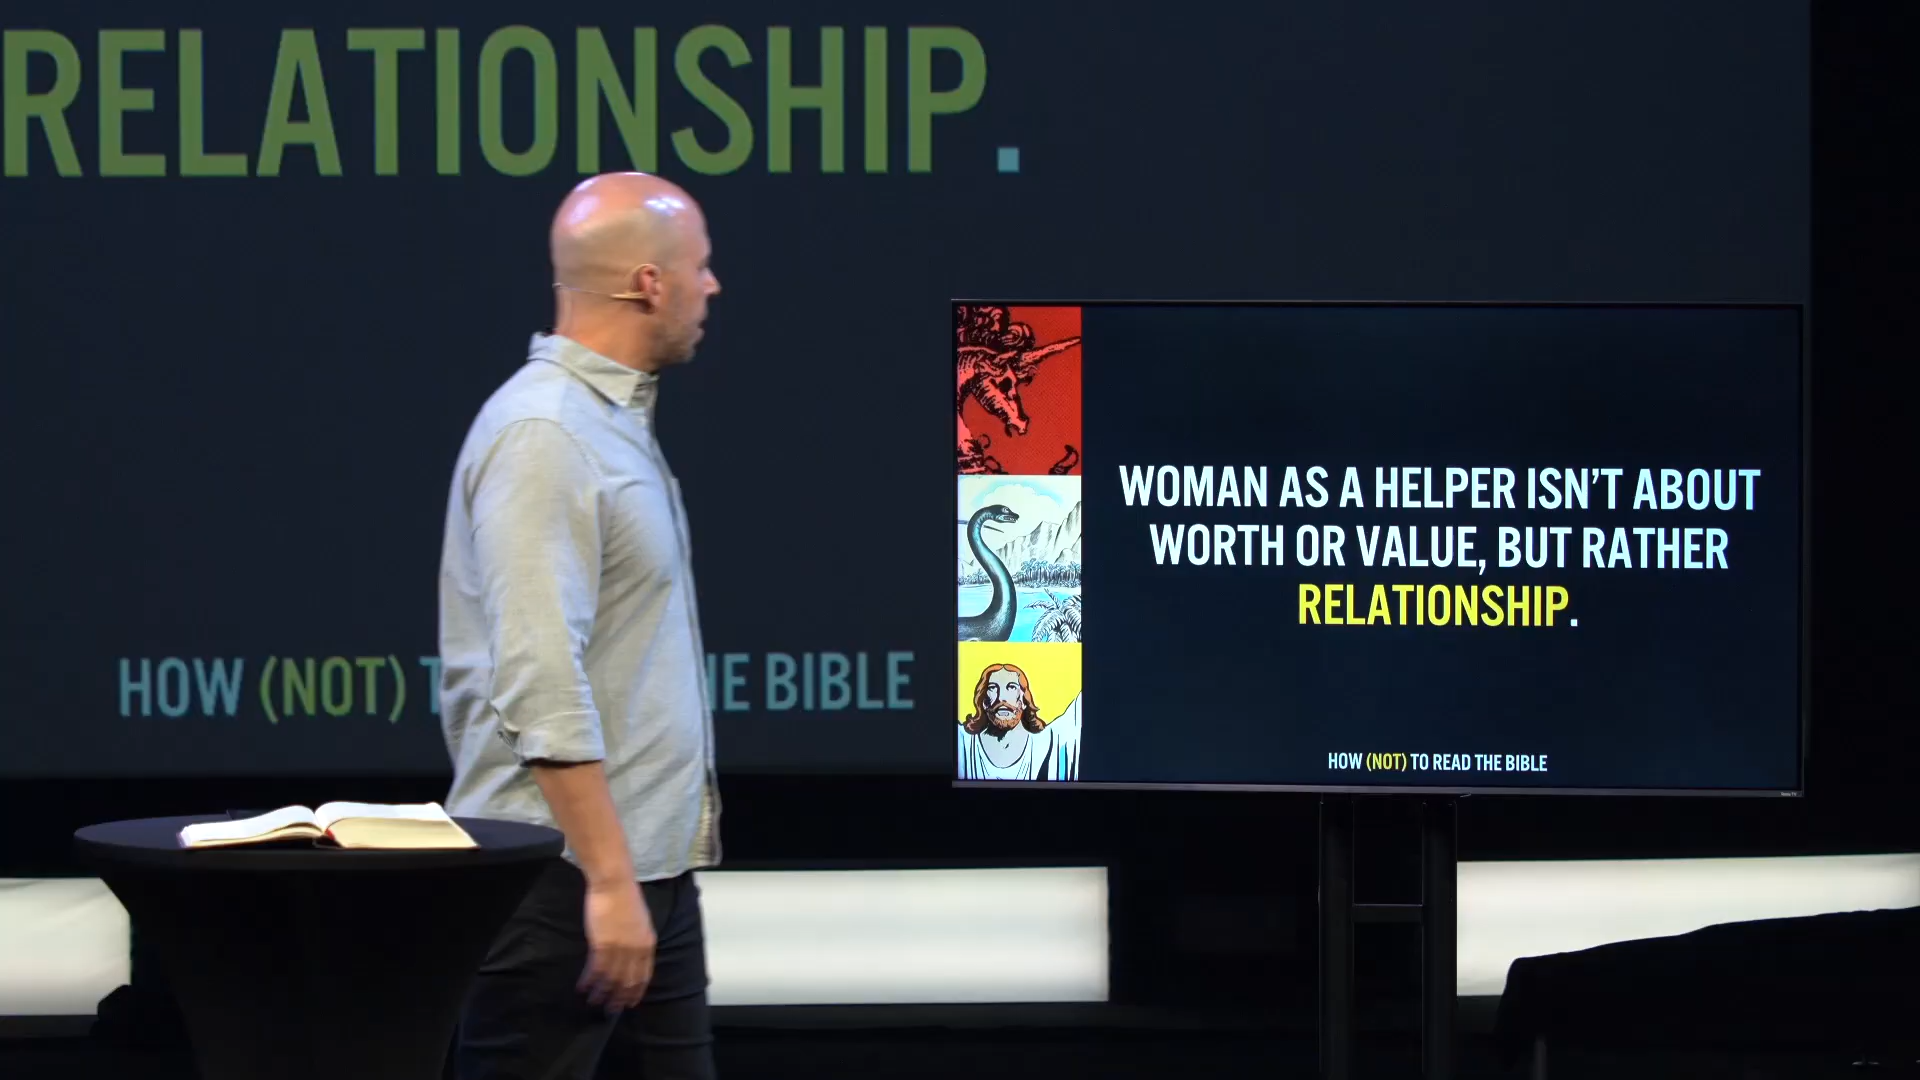 RELATIONSHIP.
HOW (NOT) THE BIBLE
WOMAN AS A HELPER ISN'T ABOUT
WORTH OR VALUE, BUT RATHER
RELATIONSHIP.
HOW (NOT) TO READ THE BIBLE